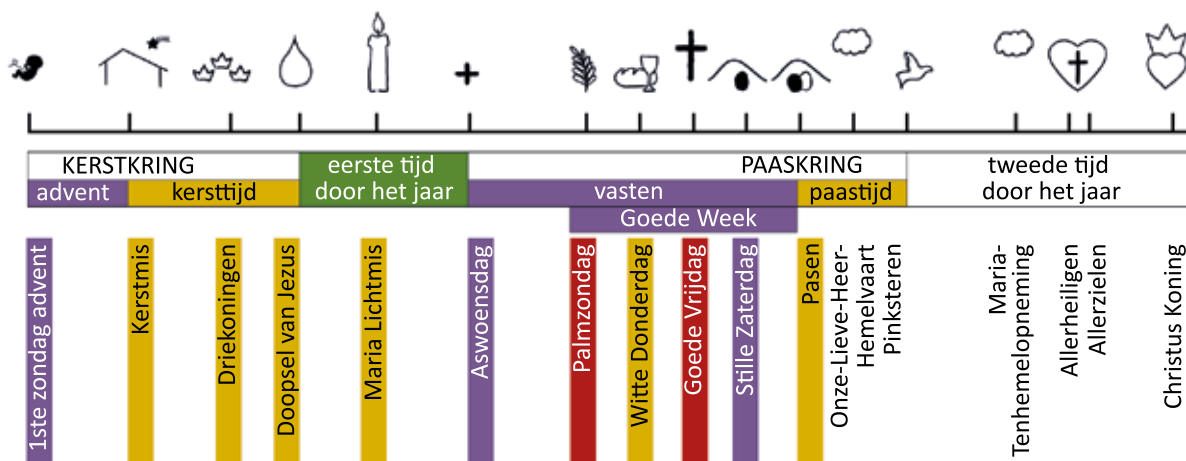 KERSTKRING
eerste tijd
door het jaar
PAASKRING
tweede tijd
door het jaar
advent
kersttijd
vasten
paastijd
Goede Week
1ste zondag advent
Kerstmis
Driekoningen
Doopsel van Jezus
Maria Lichtmis
Aswoensdag
Palmzondag
Witte Donderdag
Goede Vrijdag
Stille Zaterdag
Pasen
Onze-Lieve-Heer-
Hemelvaart
Pinksteren
Maria-
Tenhemelopneming
Allerheiligen
Allerzielen
Christus Koning